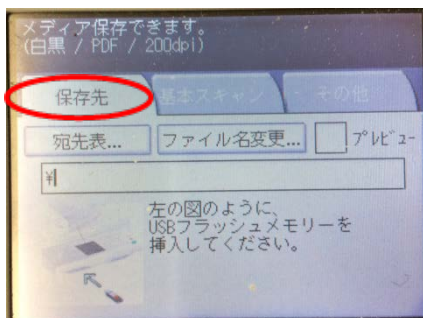 メディア保存できます。
(白黒 / PDF / 200dpi)
保存先
基本スキャン
その他
宛先表...
ファイル名変更...
プレビュー
¥
左の図のように、
USBフラッシュメモリーを
挿入してください。